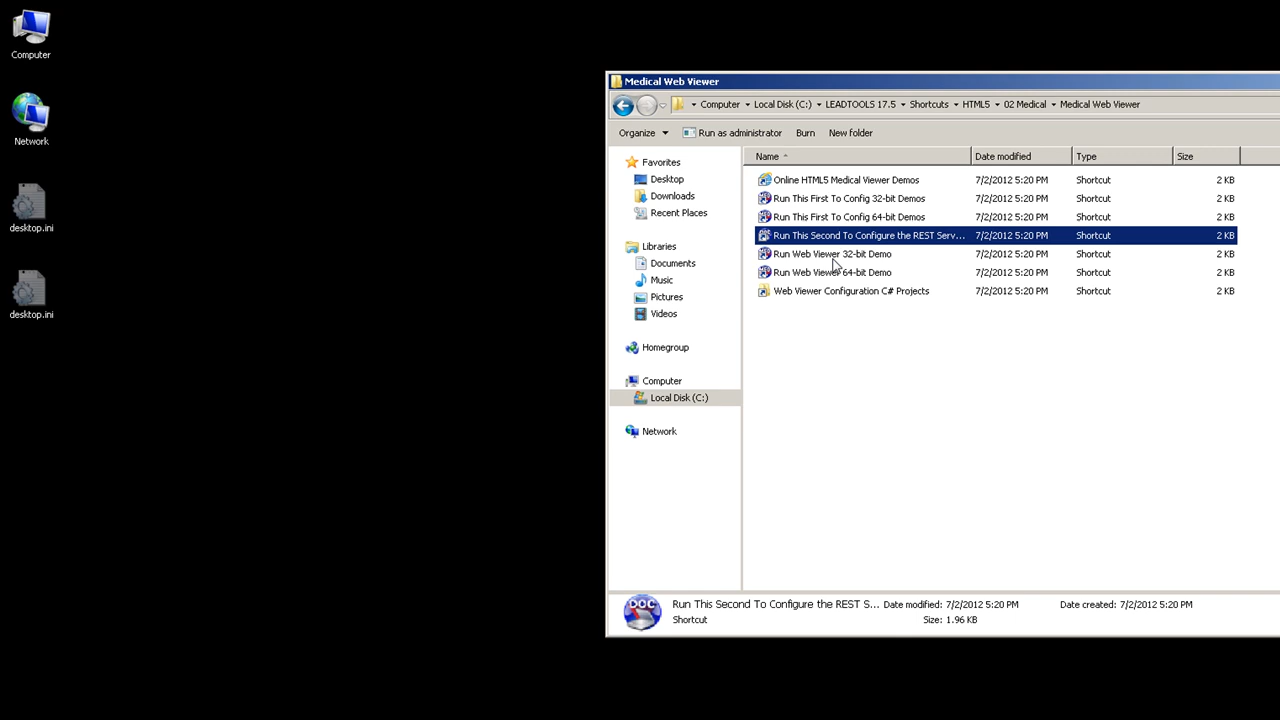 Computer
Network
desktop.ini
desktop.ini
Medical Web Viewer
Computer Local Disk (C:) LEADTOOLS 17.5 Shortcuts HTML5 02 Medical Medical Web Viewer
Organize Run as administrator Burn New folder
Favorites
Desktop
Downloads
Recent Places
Libraries
Documents
Music
Pictures
Videos
Homegroup
Computer
Local Disk (C:)
Network
Name Date modified Type Size
Online HTML5 Medical Viewer Demos 7/2/2012 5:20 PM Shortcut 2 KB
Run This First To Config 32-bit Demos 7/2/2012 5:20 PM Shortcut 2 KB
Run This First To Config 64-bit Demos 7/2/2012 5:20 PM Shortcut 2 KB
Run This Second To Configure the REST Serv... 7/2/2012 5:20 PM Shortcut 2 KB
Run Web Viewer 32-bit Demo 7/2/2012 5:20 PM Shortcut 2 KB
Run Web Viewer 64-bit Demo 7/2/2012 5:20 PM Shortcut 2 KB
Web Viewer Configuration C# Projects 7/2/2012 5:20 PM Shortcut 2 KB
DOC
Run This Second To Configure the REST S... Date modified: 7/2/2012 5:20 PM Date created: 7/2/2012 5:20 PM
Shortcut Size: 1.96 KB